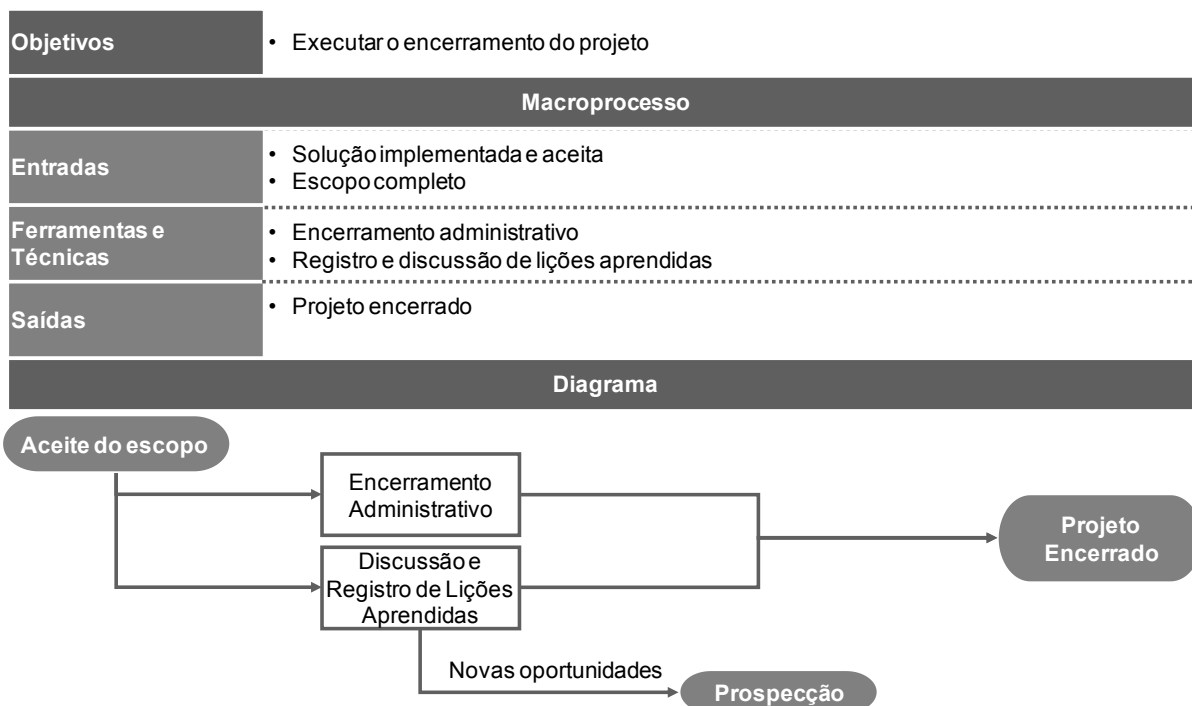 Objetivos
• Executar o encerramento do projeto
Macroprocesso
Entradas
• Solução implementada e aceita
• Escopo completo
Ferramentas e
Técnicas
• Encerramento administrativo
• Registro e discussão de lições aprendidas
Saídas
• Projeto encerrado
Diagrama
Aceite do escopo
Encerramento
Administrativo
Discussão e
Registro de Lições
Aprendidas
Projeto
Encerrado
Novas oportunidades
Prospecção